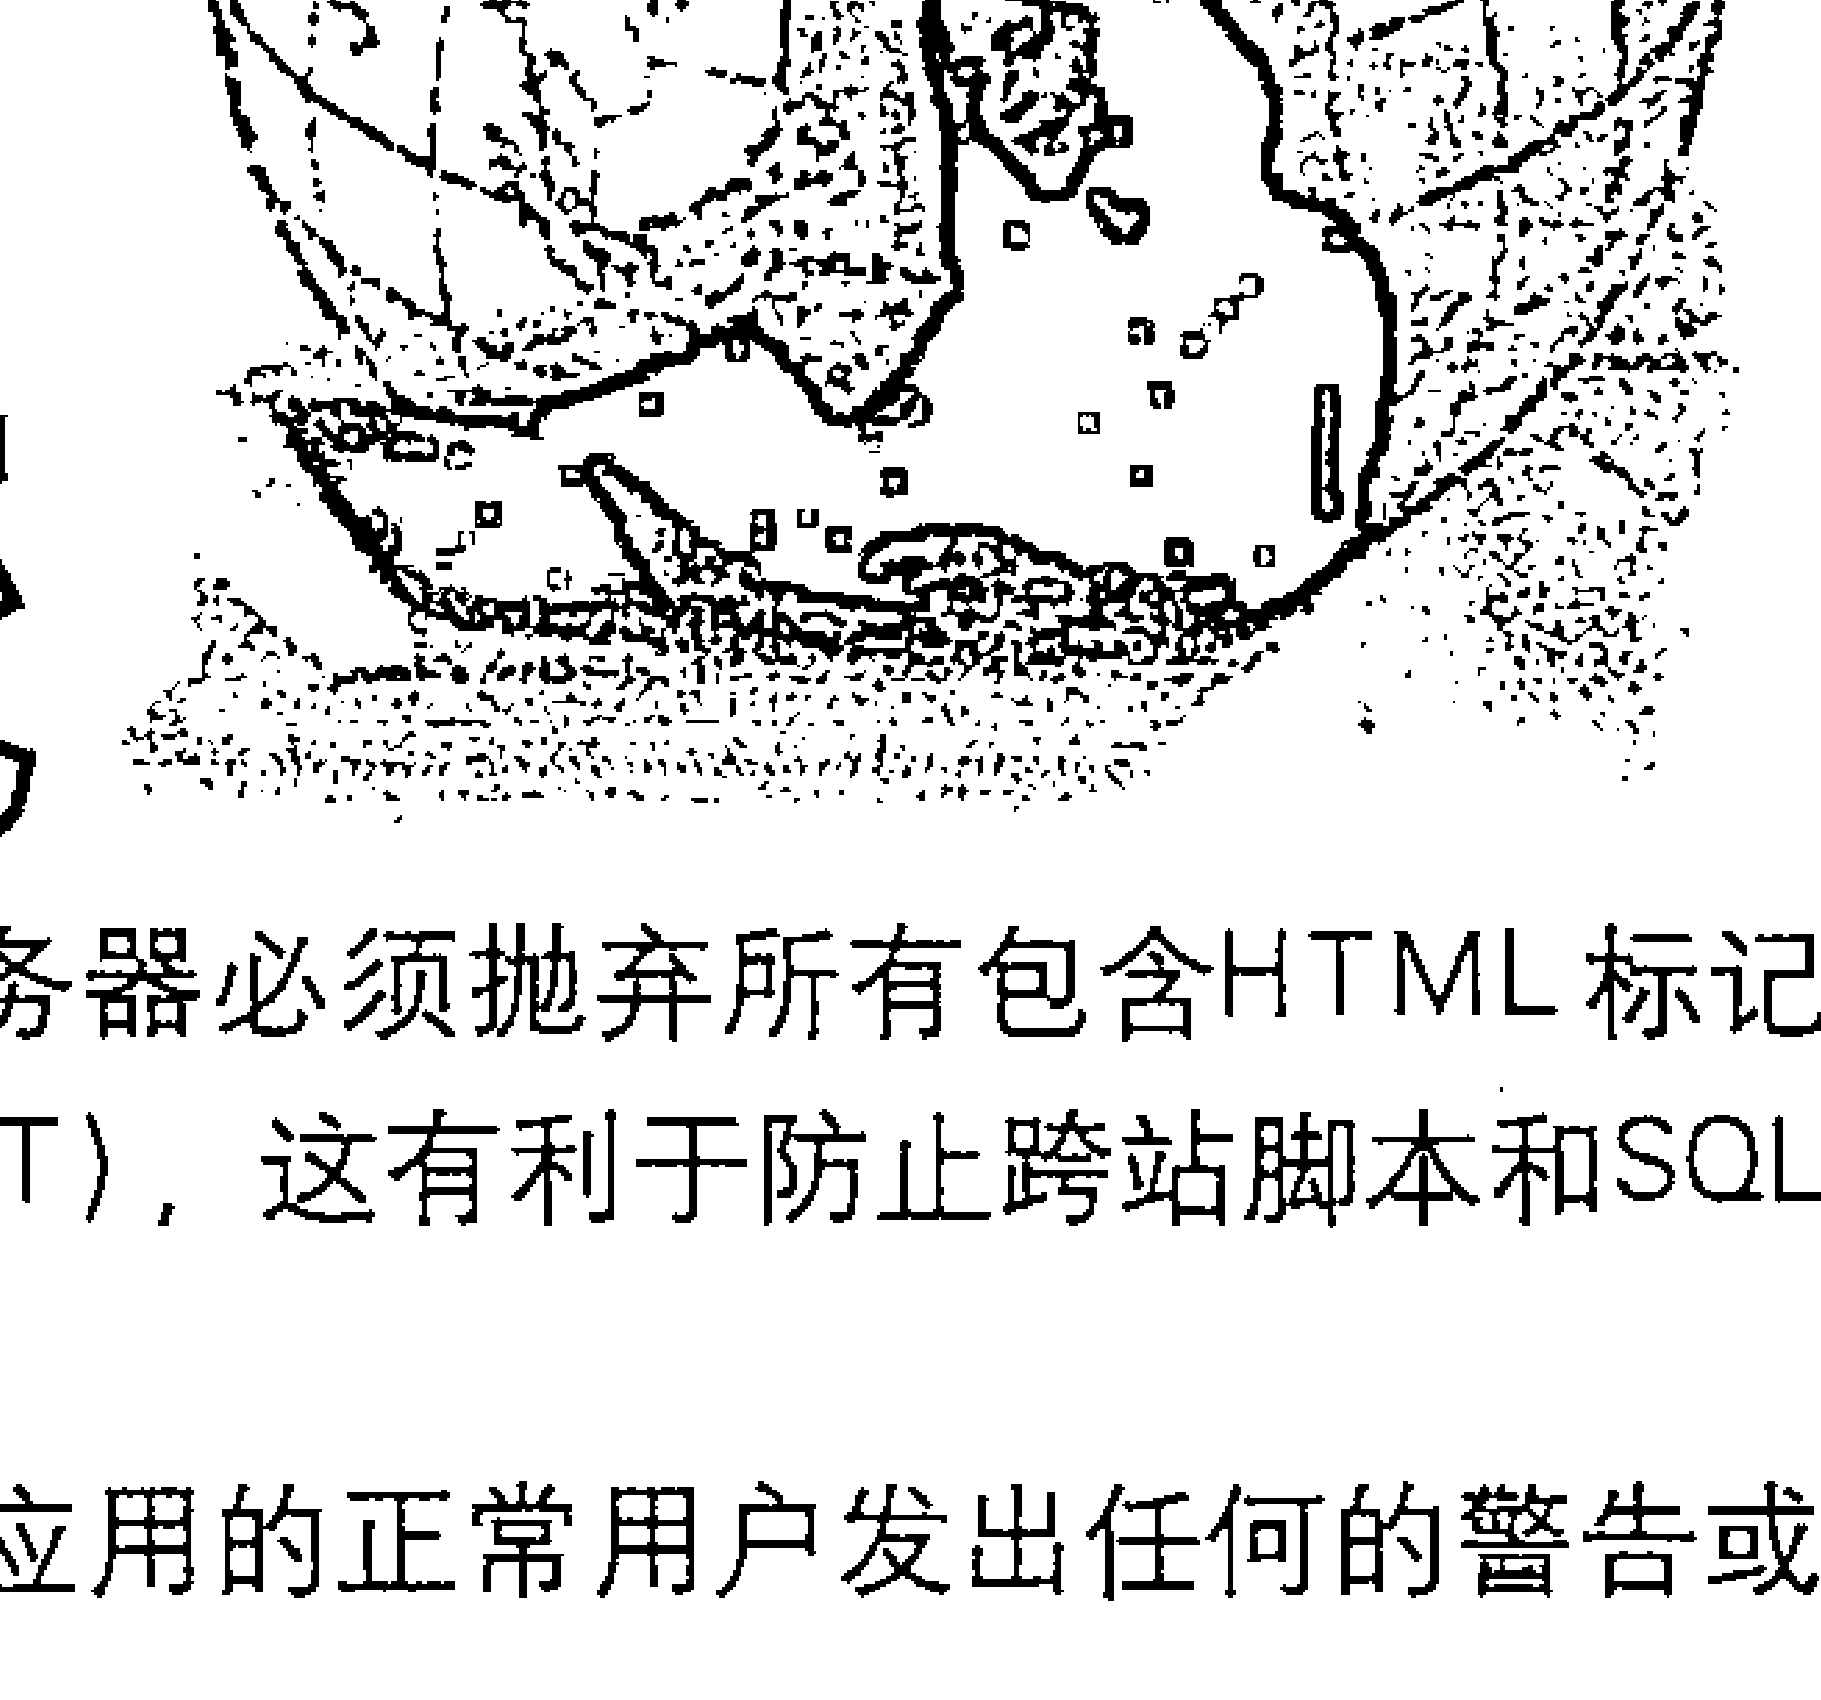 务器必须抛弃所有包含HTML标记
T)，这有利于防止跨站脚本和SQL
应用的正常用户发出任何的警告或